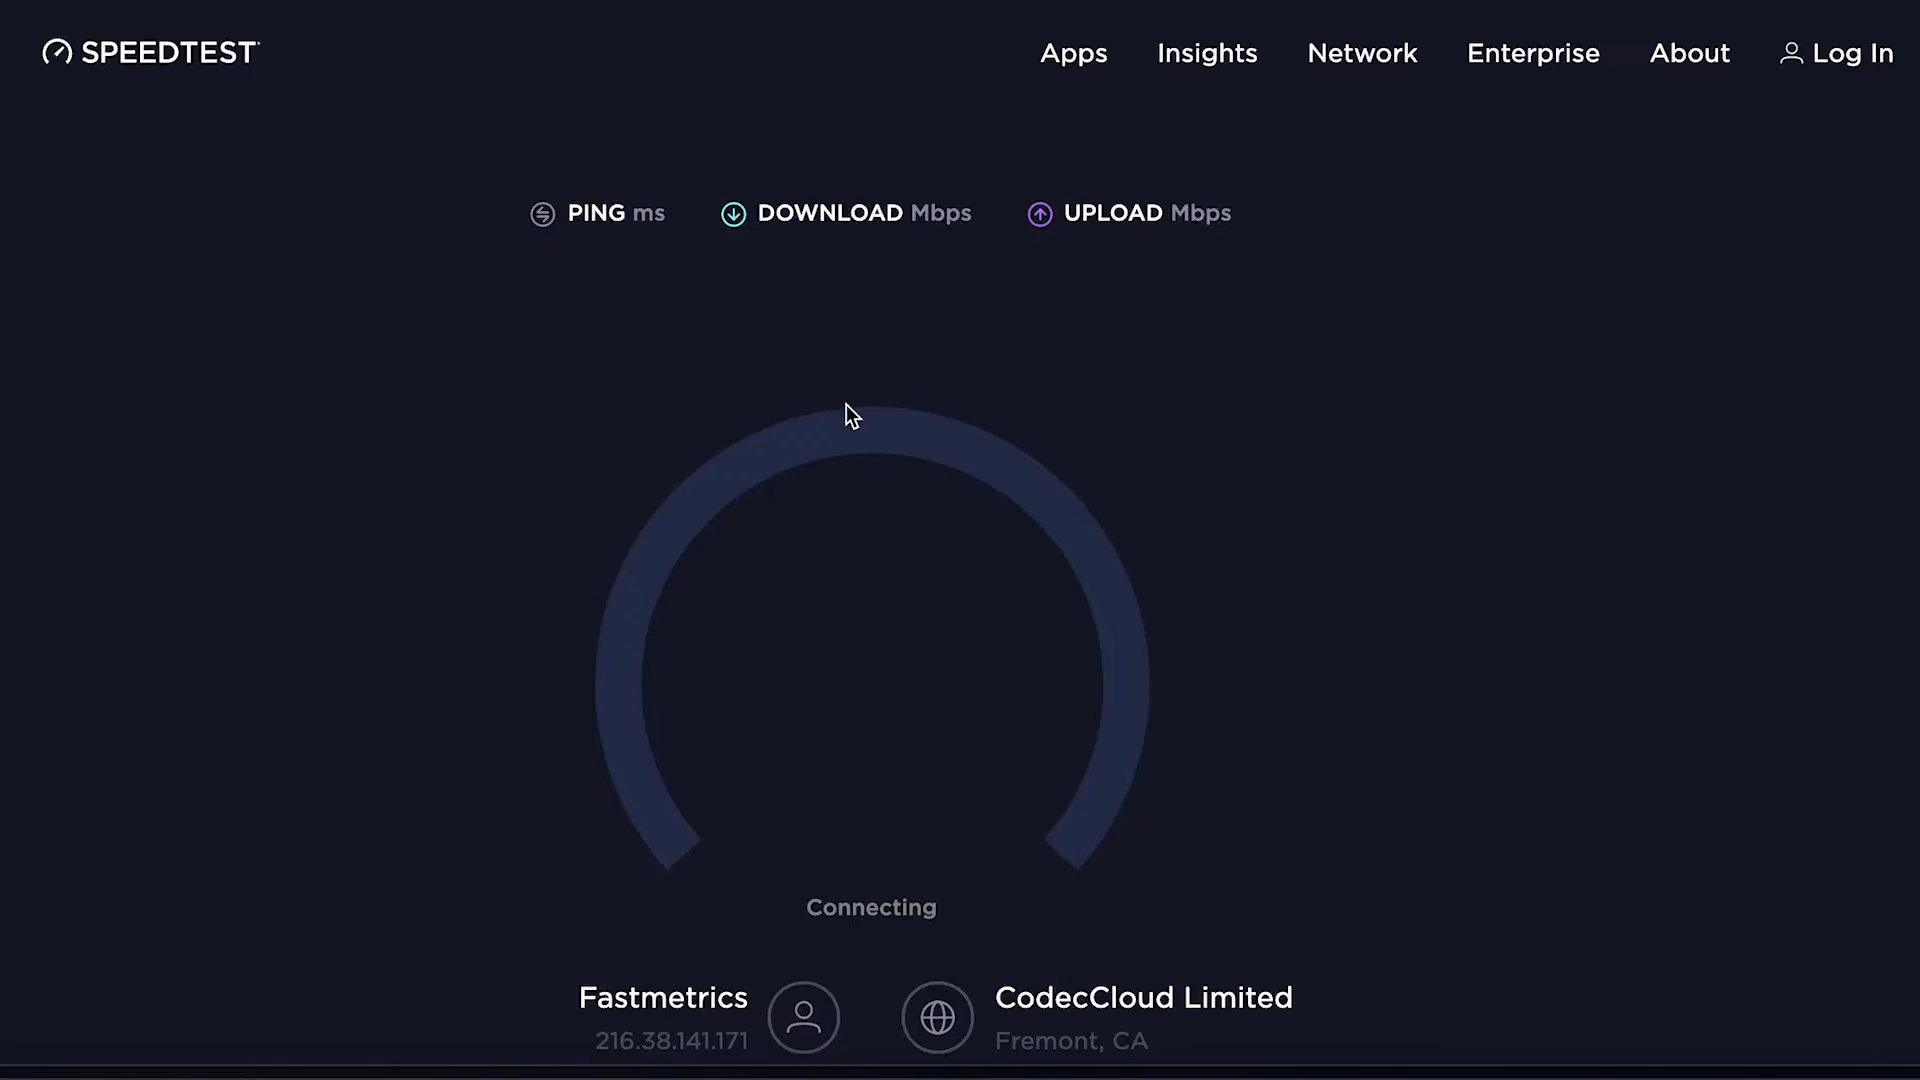 SPEEDTEST
Apps Insights Network Enterprise About Log In
PING ms DOWNLOAD Mbps UPLOAD Mbps
Connecting
Fastmetrics
216.38.141.171
CodecCloud Limited
Fremont, CA